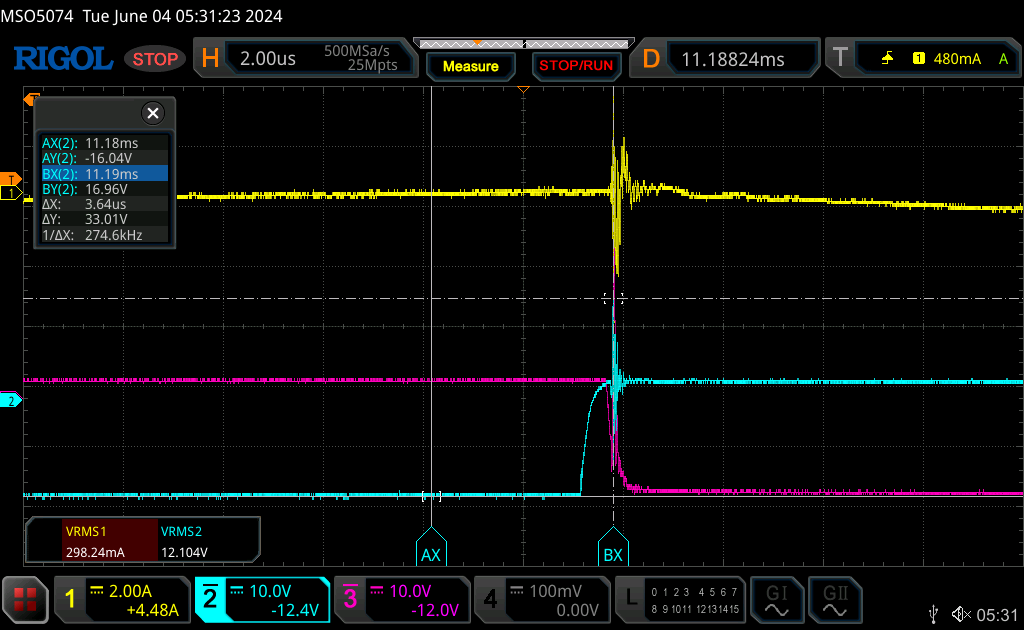 MSO5074 Tue June 04 05:31:23 2024
RIGOL STOP H 2.00us 500MSa/s 25Mpts Measure STOP/RUN D 11.18824ms T 1 480mA A
T
AX(2): 11.18ms
AY(2): -16.04V
BX(2): 11.19ms
BY(2): 16.96V
ΔX: 3.64us
ΔY: 33.01V
1/ΔX: 274.6kHz
T
1
2
VRMS1 VRMS2
298.24mA 12.104V
AX BX
1 2.00A +4.48A
2 10.0V -12.4V
3 10.0V -12.0V
4 100mV 0.00V
L 0 1 2 3 4 5 6 7
8 9 10 11 12 13 14 15
GI GII
05:31